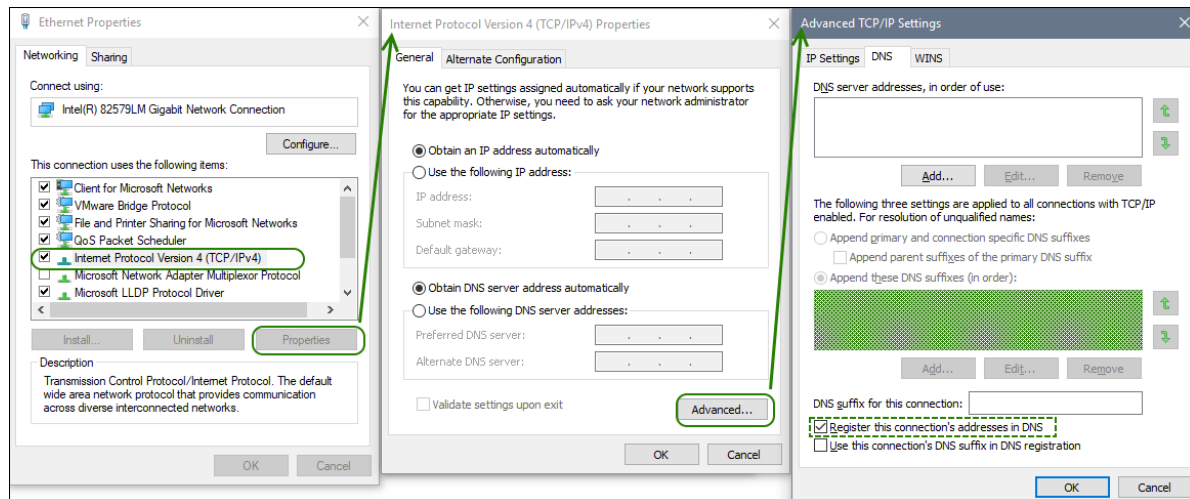 Ethernet Properties
Networking
Sharing
Connect using:
Intel(R) 82579LM Gigabit Network Connection
Configure...
This connection uses the following items:
Client for Microsoft Networks
VMware Bridge Protocol
File and Printer Sharing for Microsoft Networks
QoS Packet Scheduler
Internet Protocol Version 4 (TCP/IPv4)
Microsoft Network Adapter Multiplexor Protocol
Microsoft LLDP Protocol Driver
Install...
Uninstall
Properties
Description
Transmission Control Protocol/Internet Protocol. The default
wide area network protocol that provides communication
across diverse interconnected networks.
OK
Cancel
Internet Protocol Version 4 (TCP/IPv4) Properties
General
Alternate Configuration
You can get IP settings assigned automatically if your network supports
this capability. Otherwise, you need to ask your network administrator
for the appropriate IP settings.
Obtain an IP address automatically
Use the following IP address:
IP address:
Subnet mask:
Default gateway:
Obtain DNS server address automatically
Use the following DNS server addresses:
Preferred DNS server:
Alternate DNS server:
Validate settings upon exit
Advanced...
OK
Cancel
Advanced TCP/IP Settings
IP Settings
DNS
WINS
DNS server addresses, in order of use:
Add...
Edit...
Remove
The following three settings are applied to all connections with TCP/IP
enabled. For resolution of unqualified names:
Append primary and connection specific DNS suffixes
Append parent suffixes of the primary DNS suffix
Append these DNS suffixes (in order):
Add...
Edit...
Remove
DNS suffix for this connection:
Register this connection's addresses in DNS
Use this connection's DNS suffix in DNS registration
OK
Cancel